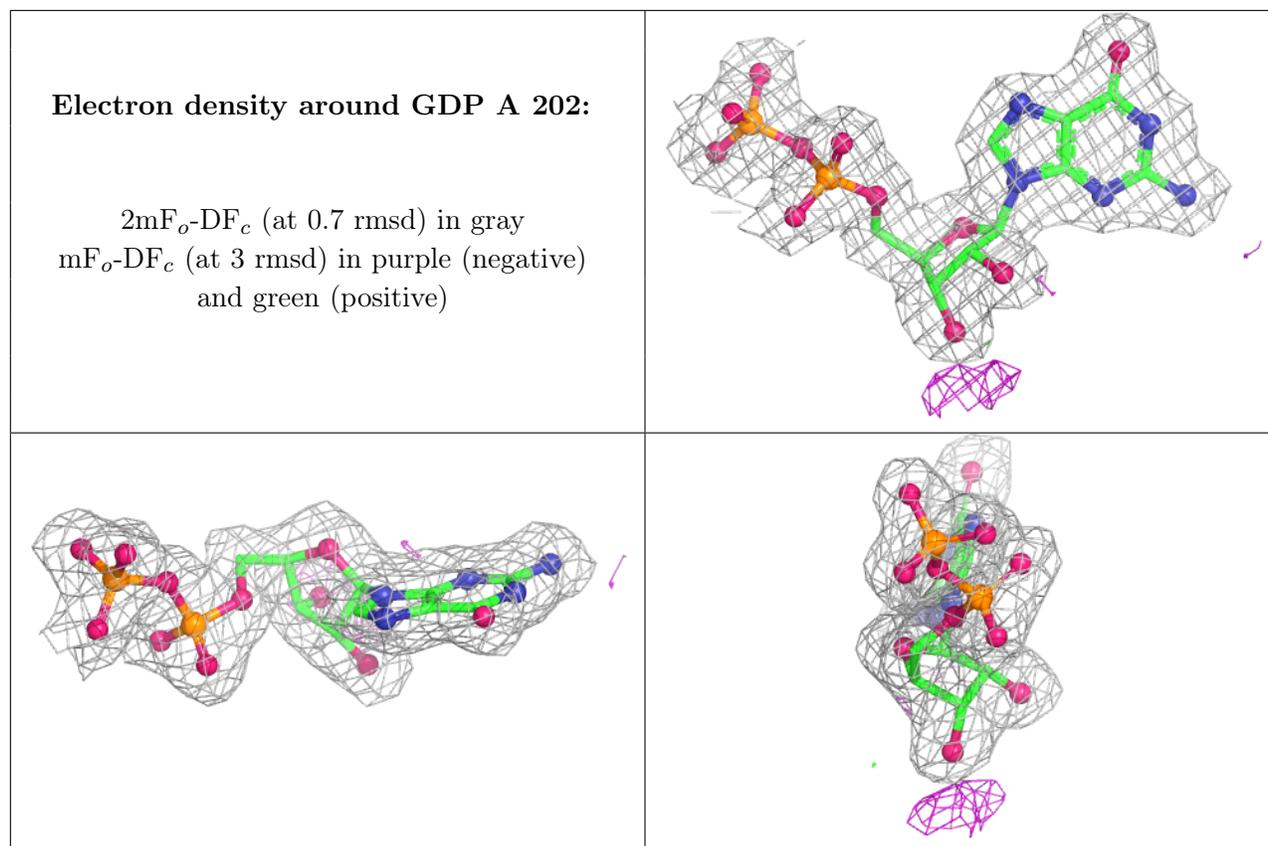 Electron density around GDP A 202:
2mFo-DFc (at 0.7 rmsd) in gray
mFo-DFc (at 3 rmsd) in purple (negative)
and green (positive)